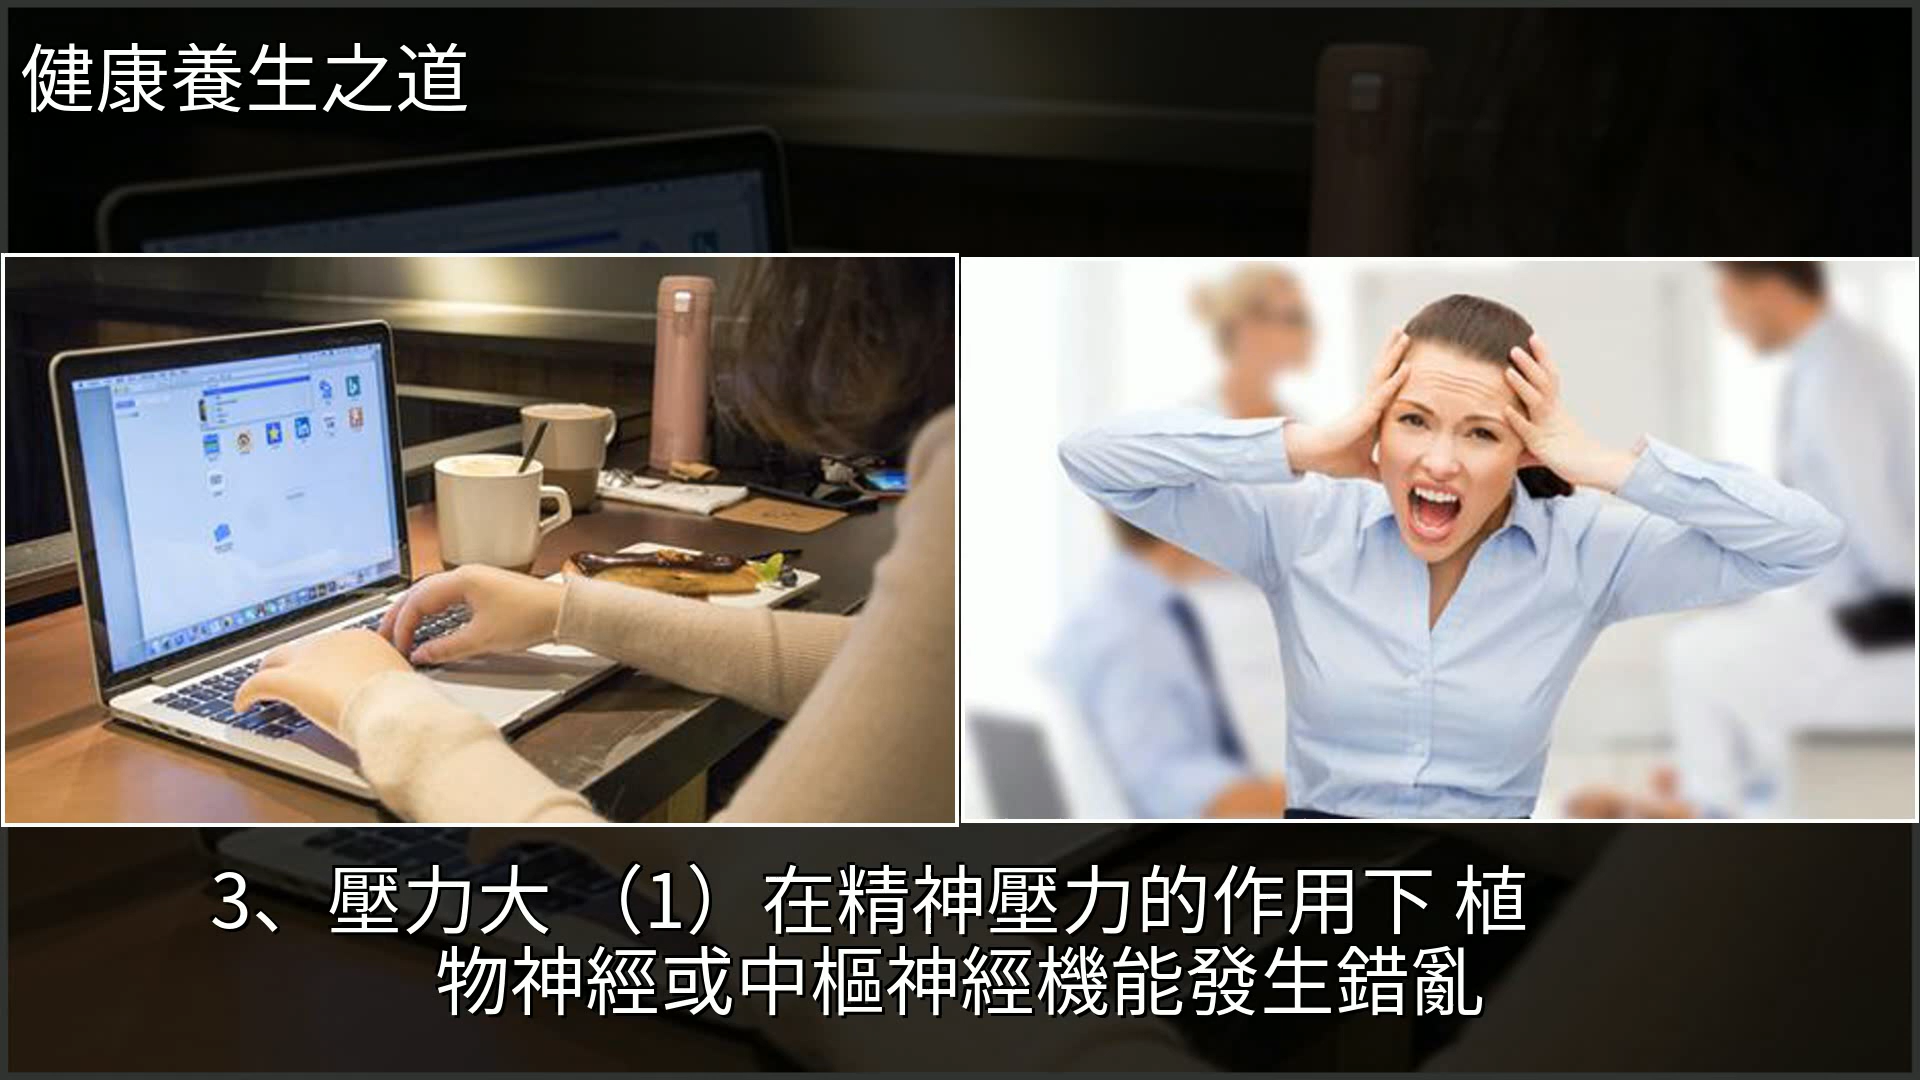 健康養生之道
3、壓力大 （1）在精神壓力的作用下 植
物神經或中樞神經機能發生錯亂